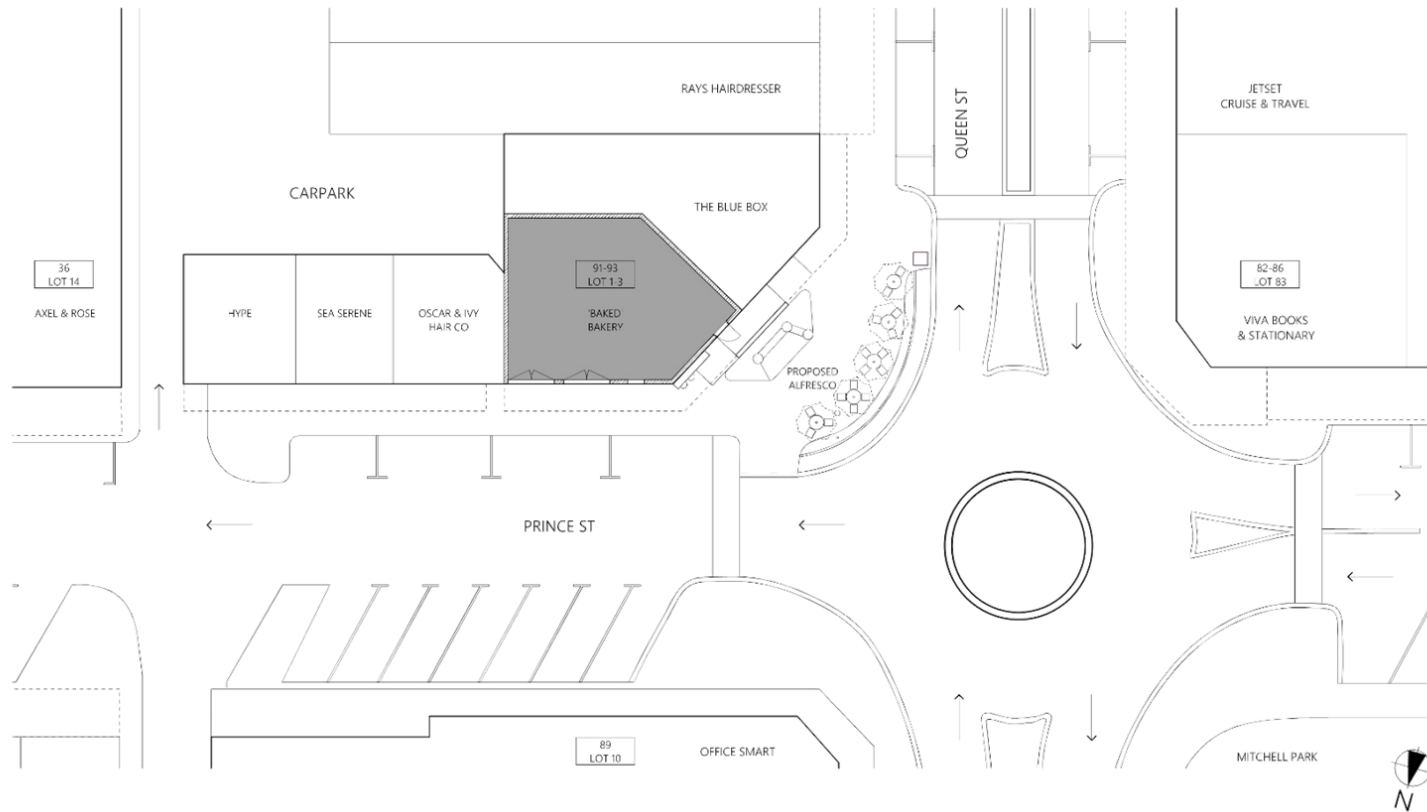 RAYS HAIRDRESSER
QUEEN ST
JETSET
CRUISE & TRAVEL
CARPARK
THE BLUE BOX
36
LOT 14
AXEL & ROSE
HYPE
SEA SERENE
OSCAR & IVY
HAIR CO
91-93
LOT 1-3
'BAKED'
BAKERY
82-86
LOT 83
VIVA BOOKS
& STATIONARY
PROPOSED
ALFRESCO
PRINCE ST
89
LOT 10
OFFICE SMART
MITCHELL PARK
N